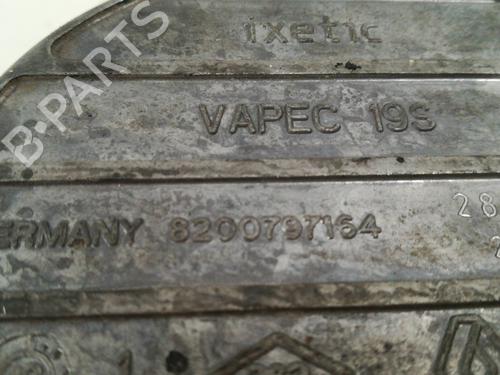 B-PARTS
ixetic
VAPEC 19S
ERMANY 8200797164
28